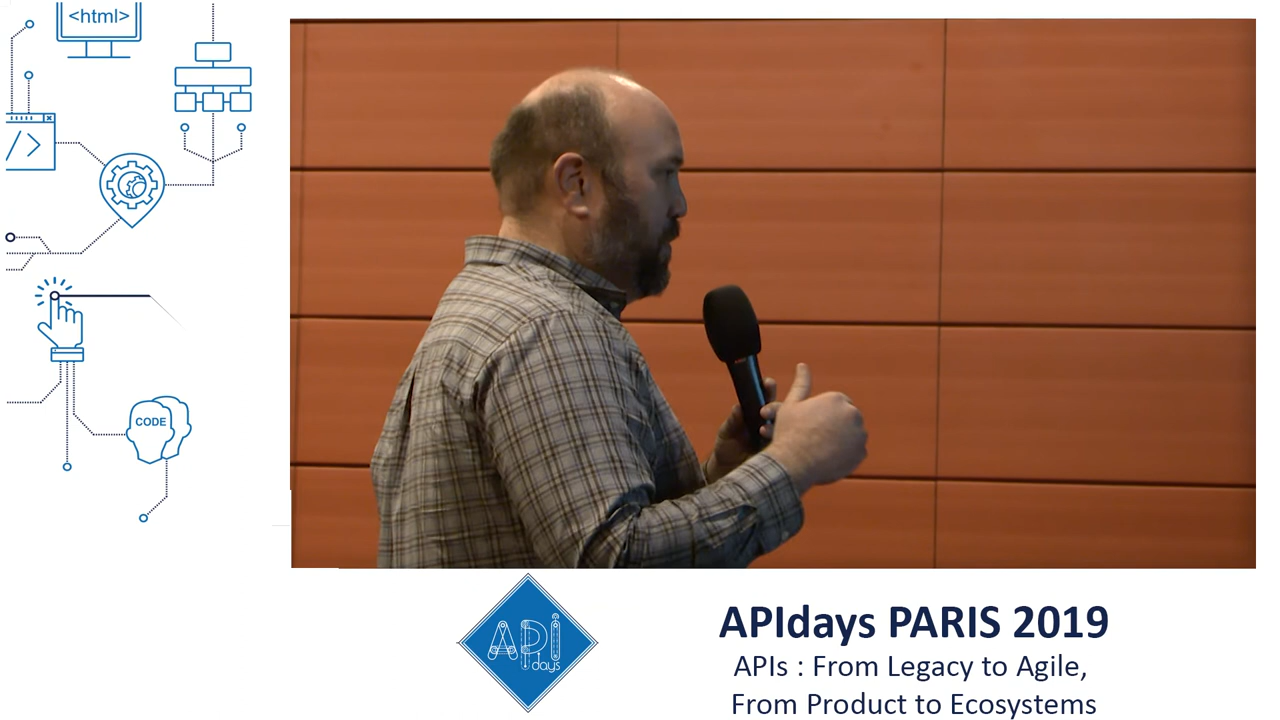 <html>
/>
CODE
API
days
APIdays PARIS 2019
APIs : From Legacy to Agile,
From Product to Ecosystems